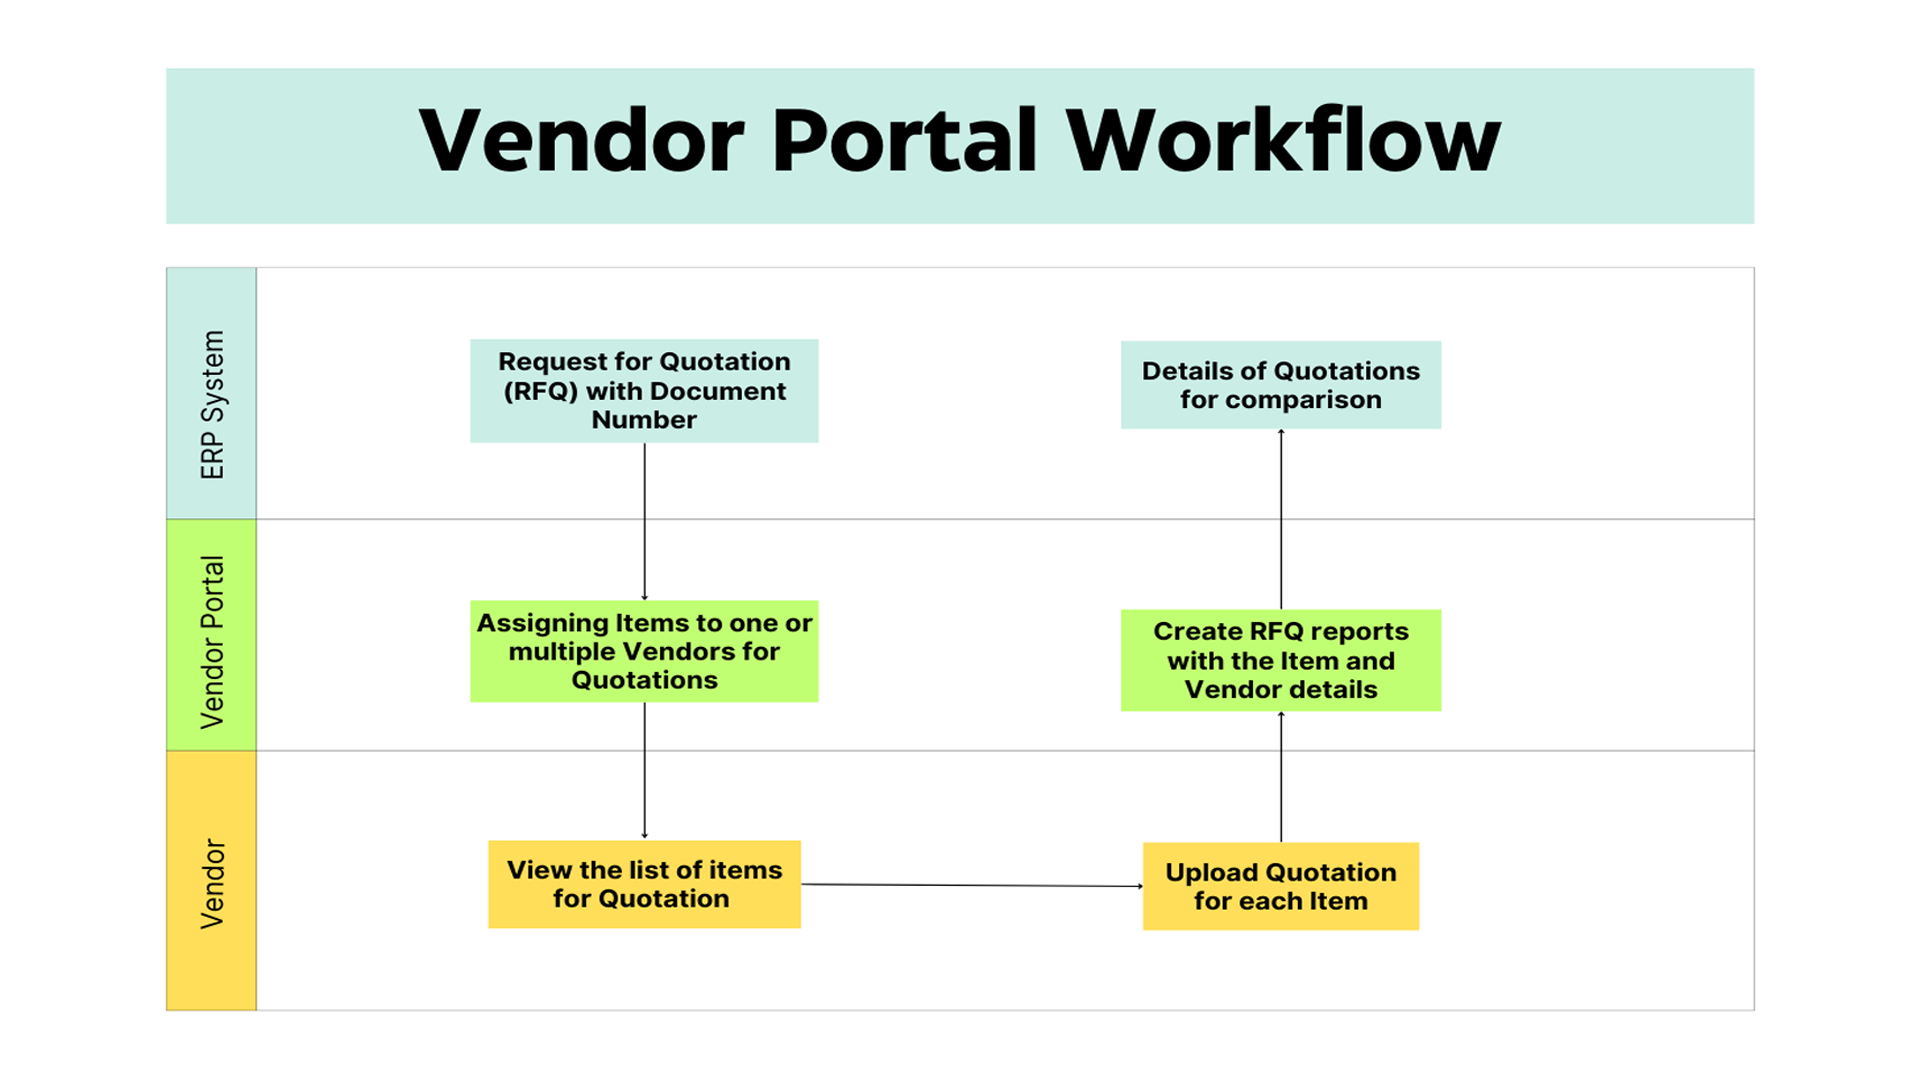 Vendor Portal Workflow
ERP System
Request for Quotation
(RFQ) with Document
Number
Details of Quotations
for comparison
Vendor Portal
Assigning Items to one or
multiple Vendors for
Quotations
Create RFQ reports
with the Item and
Vendor details
Vendor
View the list of items
for Quotation
Upload Quotation
for each Item